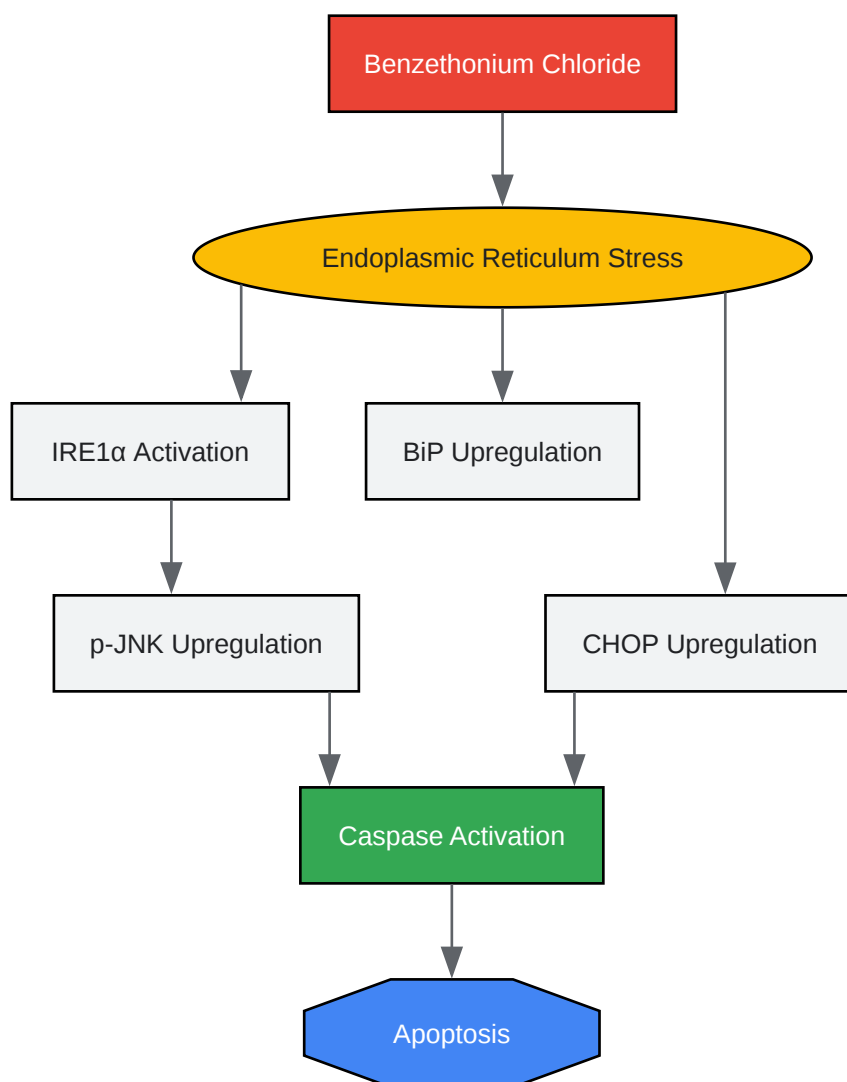 Benzethonium Chloride
Endoplasmic Reticulum Stress
IRE1α Activation
BiP Upregulation
p-JNK Upregulation
CHOP Upregulation
Caspase Activation
Apoptosis